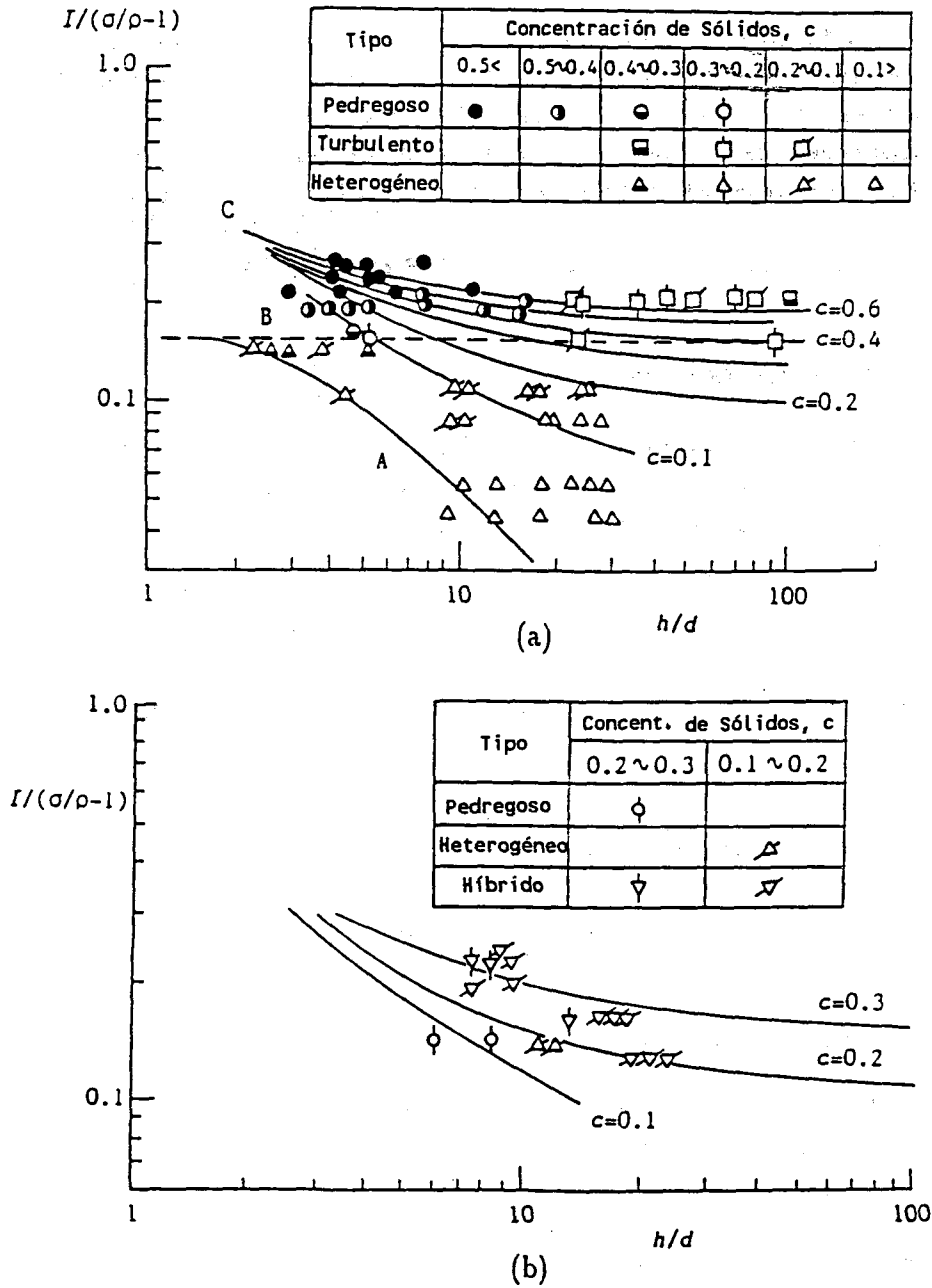 I/(σ/ρ-1)
Tipo
Concentración de Sólidos, c
0.5< 0.5~0.4 0.4~0.3 0.3~0.2 0.2~0.1 0.1>
Pedregoso
Turbulento
Heterogéneo
1.0
C
B
0.1
A
c=0.6
c=0.4
c=0.2
c=0.1
1 10 100
h/d
(a)
I/(σ/ρ-1)
Tipo
Concent. de Sólidos, c
0.2~0.3 0.1~0.2
Pedregoso
Heterogéneo
Híbrido
1.0
0.1
c=0.3
c=0.2
c=0.1
1 10 100
h/d
(b)